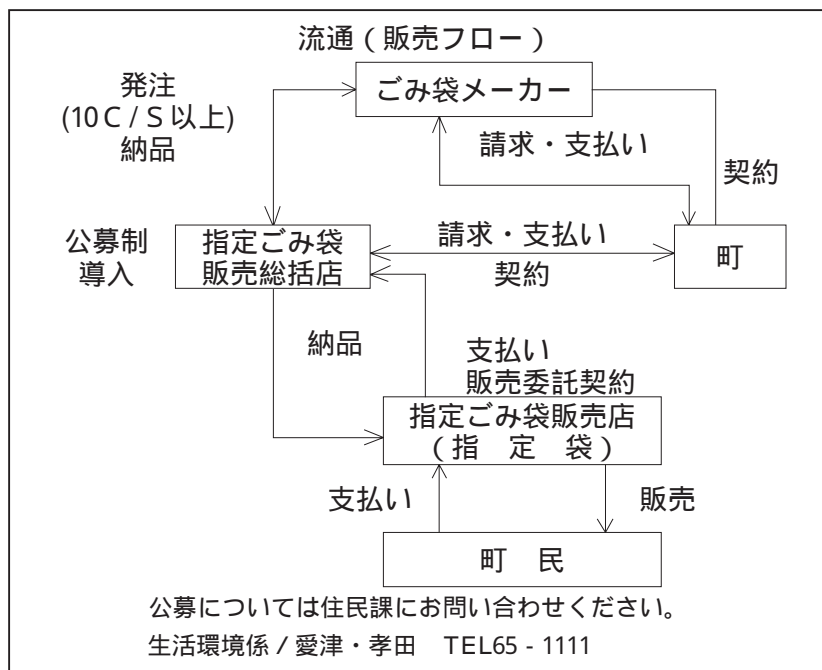 流通(販売フロー)
発注
(10C/S以上)
納品
ごみ袋メーカー
請求・支払い
契約
公募制
導入
指定ごみ袋
販売総括店
請求・支払い
契約
町
納品
支払い
販売委託契約
指定ごみ袋販売店
(指 定 袋)
支払い
販売
町 民
公募については住民課にお問い合わせください。
生活環境係/愛津・孝田 TEL65-1111